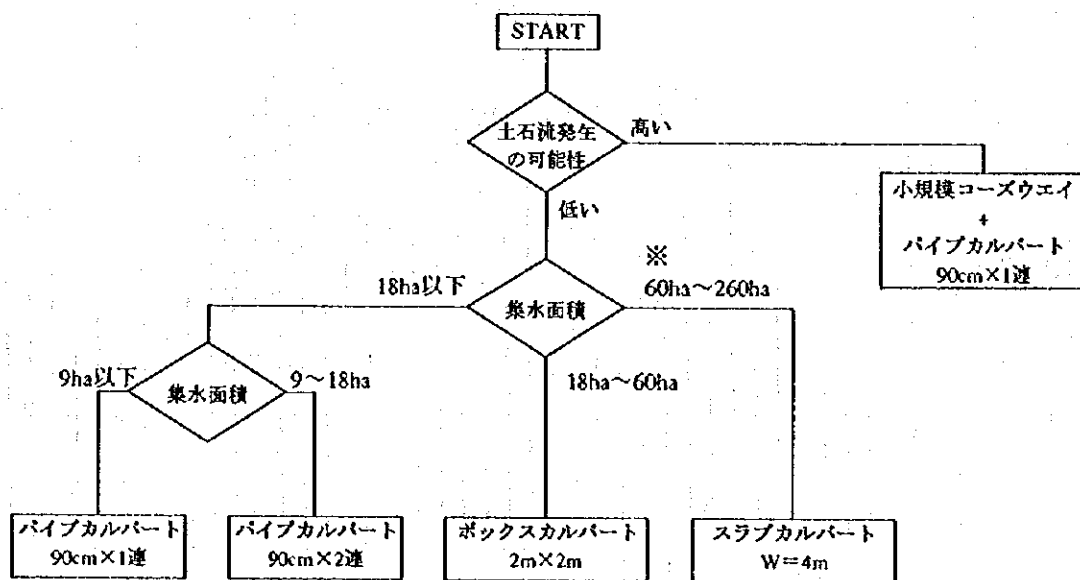 START
土石流発生
の可能性
高い
小規模コーズウエイ
+
パイプカルバート
90cm×1連
低い
※
18ha以下
集水面積
60ha〜260ha
9ha以下
集水面積
9〜18ha
18ha〜60ha
パイプカルバート
90cm×1連
パイプカルバート
90cm×2連
ボックスカルバート
2m×2m
スラブカルバート
W=4m